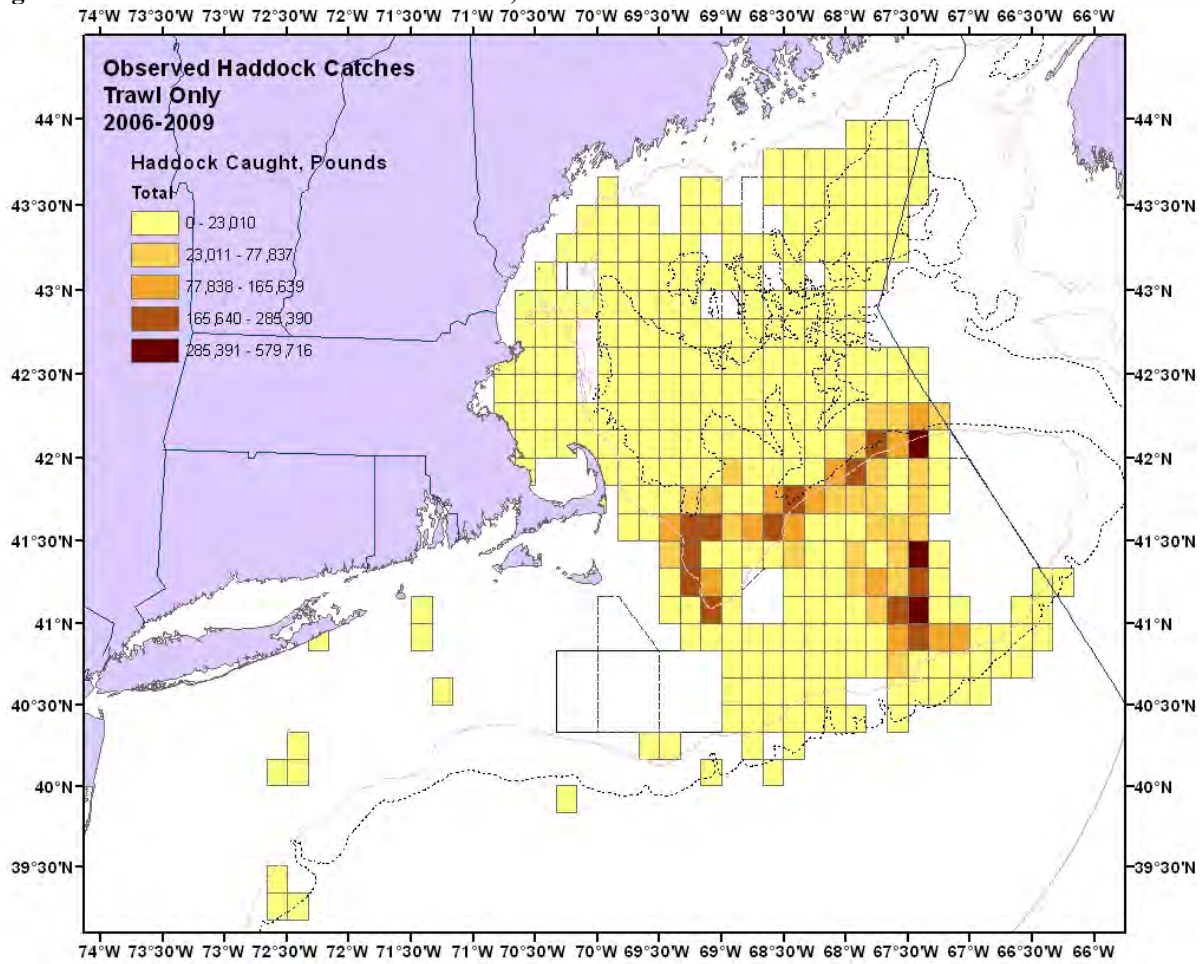 74°W 73°30'W 73°W 72°30'W 72°W 71°30'W 71°W 70°30'W 70°W 69°30'W 69°W 68°30'W 68°W 67°30'W 67°W 66°30'W 66°W
Observed Haddock Catches
Trawl Only
2006-2009
Haddock Caught, Pounds
Total
0 - 23,010
23,011 - 77,837
77,838 - 165,639
165,640 - 285,390
285,391 - 579,716
44°N 44°N
43°30'N 43°30'N
43°N 43°N
42°30'N 42°30'N
42°N 42°N
41°30'N 41°30'N
41°N 41°N
40°30'N 40°30'N
40°N 40°N
39°30'N 39°30'N
74°W 73°30'W 73°W 72°30'W 72°W 71°30'W 71°W 70°30'W 70°W 69°30'W 69°W 68°30'W 68°W 67°30'W 67°W 66°30'W 66°W